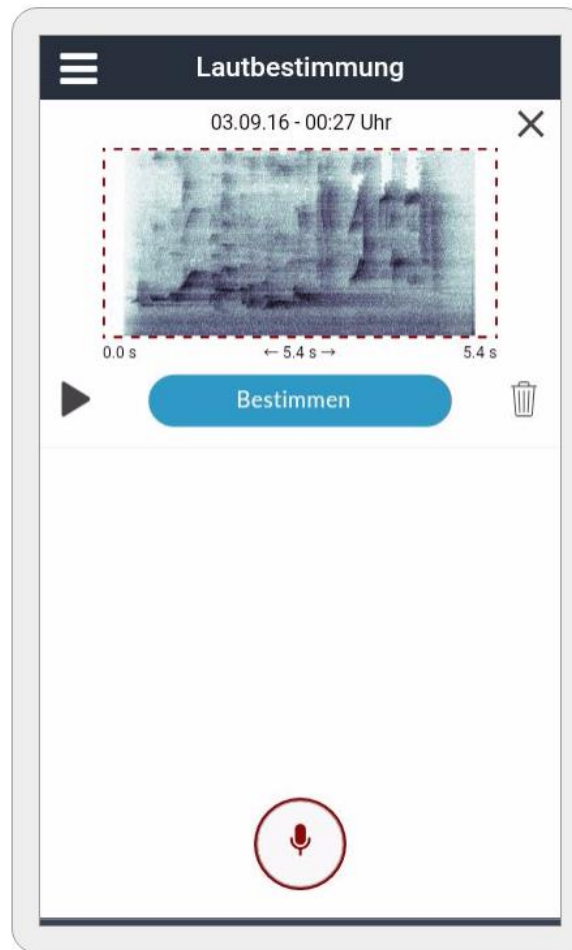 Lautbestimmung
03.09.16 - 00:27 Uhr
0.0 s
← 5.4 s →
5.4 s
Bestimmen